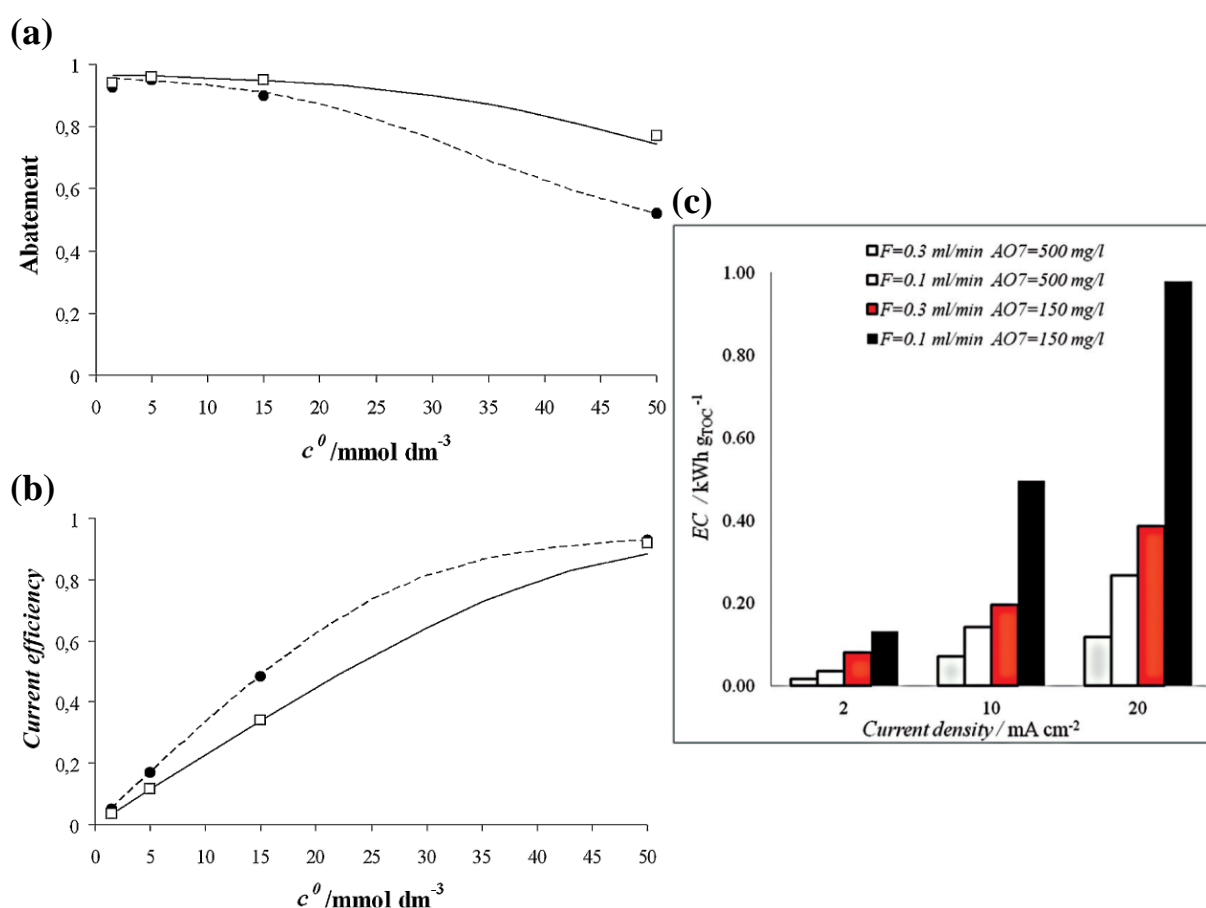 (a)
1
0,8
0,6
0,4
0,2
0
Abatement
0 5 10 15 20 25 30 35 40 45 50
c⁰/mmol dm⁻³
(b)
1
0,8
0,6
0,4
0,2
0
Current efficiency
0 5 10 15 20 25 30 35 40 45 50
c⁰/mmol dm⁻³
(c)
F=0.3 ml/min AO7=500 mg/l
F=0.1 ml/min AO7=500 mg/l
F=0.3 ml/min AO7=150 mg/l
F=0.1 ml/min AO7=150 mg/l
1.00
0.80
0.60
0.40
0.20
0.00
EC / kWh g_TOC⁻¹
2 10 20
Current density / mA cm⁻²